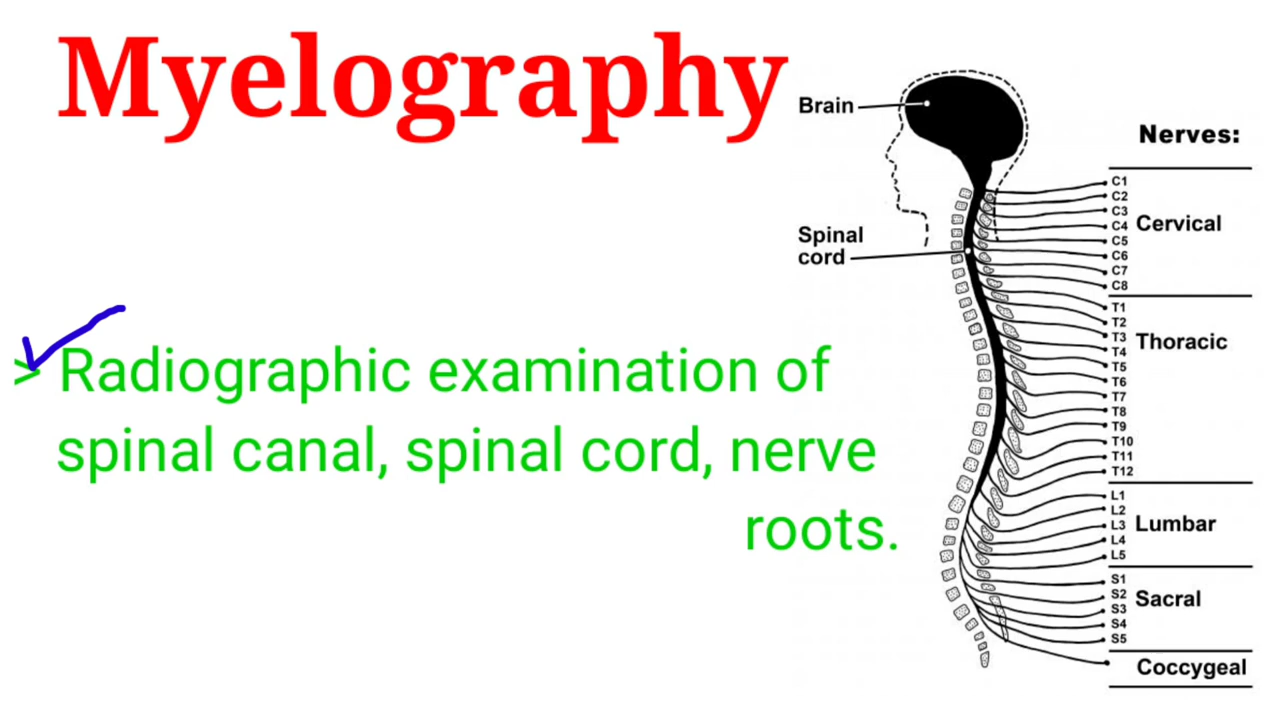 Myelography
> Radiographic examination of
spinal canal, spinal cord, nerve
roots.
Brain
Spinal
cord
Nerves:
C1
C2
C3
C4
C5
C6
C7
C8
Cervical
T1
T2
T3
T4
T5
T6
T7
T8
T9
T10
T11
T12
Thoracic
L1
L2
L3
L4
L5
Lumbar
S1
S2
S3
S4
S5
Sacral
Coccygeal